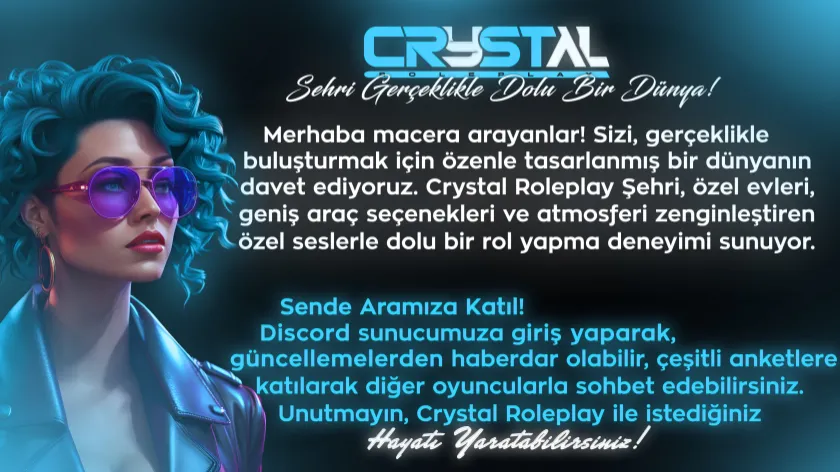 CRYSTAL
ROLEPLAY
Sehri Gerçeklikle Dolu Bir Dünya!
Merhaba macera arayanlar! Sizi, gerçeklikle
buluşturmak için özenle tasarlanmış bir dünyanın
davet ediyoruz. Crystal Roleplay Şehri, özel evleri,
geniş araç seçenekleri ve atmosferi zenginleştiren
özel seslerle dolu bir rol yapma deneyimi sunuyor.
Sende Aramıza Katıl!
Discord sunucumuza giriş yaparak,
güncellemelerden haberdar olabilir, çeşitli anketlere
katılarak diğer oyuncularla sohbet edebilirsiniz.
Unutmayın, Crystal Roleplay ile istediğiniz
Hayatı Yaratabilirsiniz!